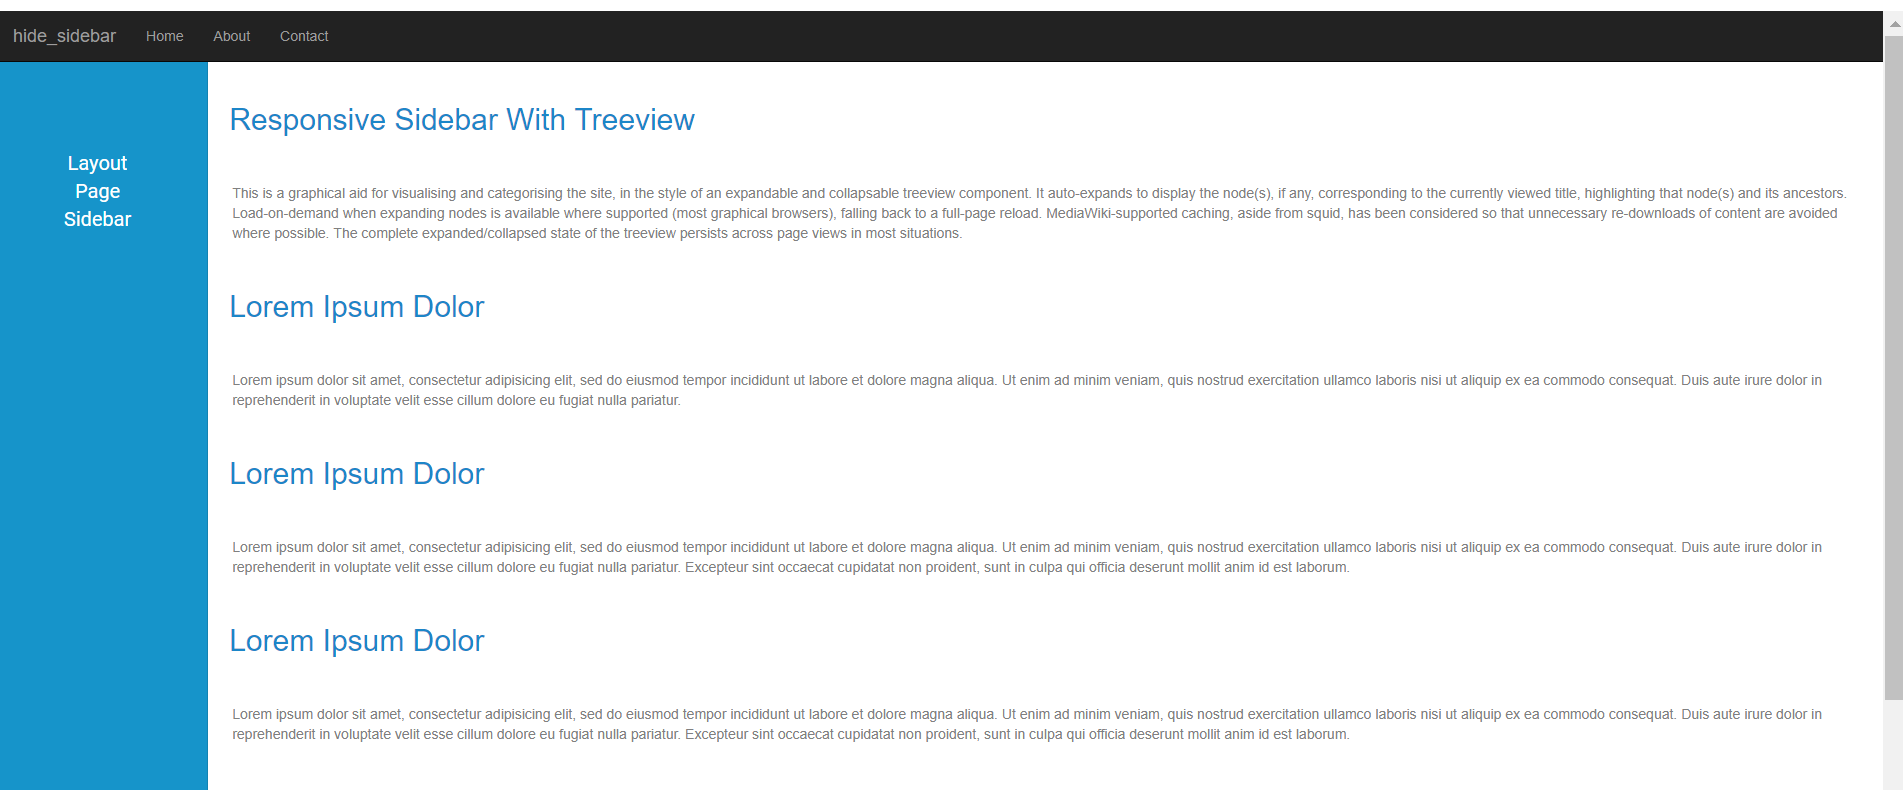 hide_sidebar Home About Contact
Layout
Page
Sidebar
Responsive Sidebar With Treeview
This is a graphical aid for visualising and categorising the site, in the style of an expandable and collapsable treeview component. It auto-expands to display the node(s), if any, corresponding to the currently viewed title, highlighting that node(s) and its ancestors.
Load-on-demand when expanding nodes is available where supported (most graphical browsers), falling back to a full-page reload. MediaWiki-supported caching, aside from squid, has been considered so that unnecessary re-downloads of content are avoided
where possible. The complete expanded/collapsed state of the treeview persists across page views in most situations.
Lorem Ipsum Dolor
Lorem ipsum dolor sit amet, consectetur adipisicing elit, sed do eiusmod tempor incididunt ut labore et dolore magna aliqua. Ut enim ad minim veniam, quis nostrud exercitation ullamco laboris nisi ut aliquip ex ea commodo consequat. Duis aute irure dolor in
reprehenderit in voluptate velit esse cillum dolore eu fugiat nulla pariatur.
Lorem Ipsum Dolor
Lorem ipsum dolor sit amet, consectetur adipisicing elit, sed do eiusmod tempor incididunt ut labore et dolore magna aliqua. Ut enim ad minim veniam, quis nostrud exercitation ullamco laboris nisi ut aliquip ex ea commodo consequat. Duis aute irure dolor in
reprehenderit in voluptate velit esse cillum dolore eu fugiat nulla pariatur. Excepteur sint occaecat cupidatat non proident, sunt in culpa qui officia deserunt mollit anim id est laborum.
Lorem Ipsum Dolor
Lorem ipsum dolor sit amet, consectetur adipisicing elit, sed do eiusmod tempor incididunt ut labore et dolore magna aliqua. Ut enim ad minim veniam, quis nostrud exercitation ullamco laboris nisi ut aliquip ex ea commodo consequat. Duis aute irure dolor in
reprehenderit in voluptate velit esse cillum dolore eu fugiat nulla pariatur. Excepteur sint occaecat cupidatat non proident, sunt in culpa qui officia deserunt mollit anim id est laborum.